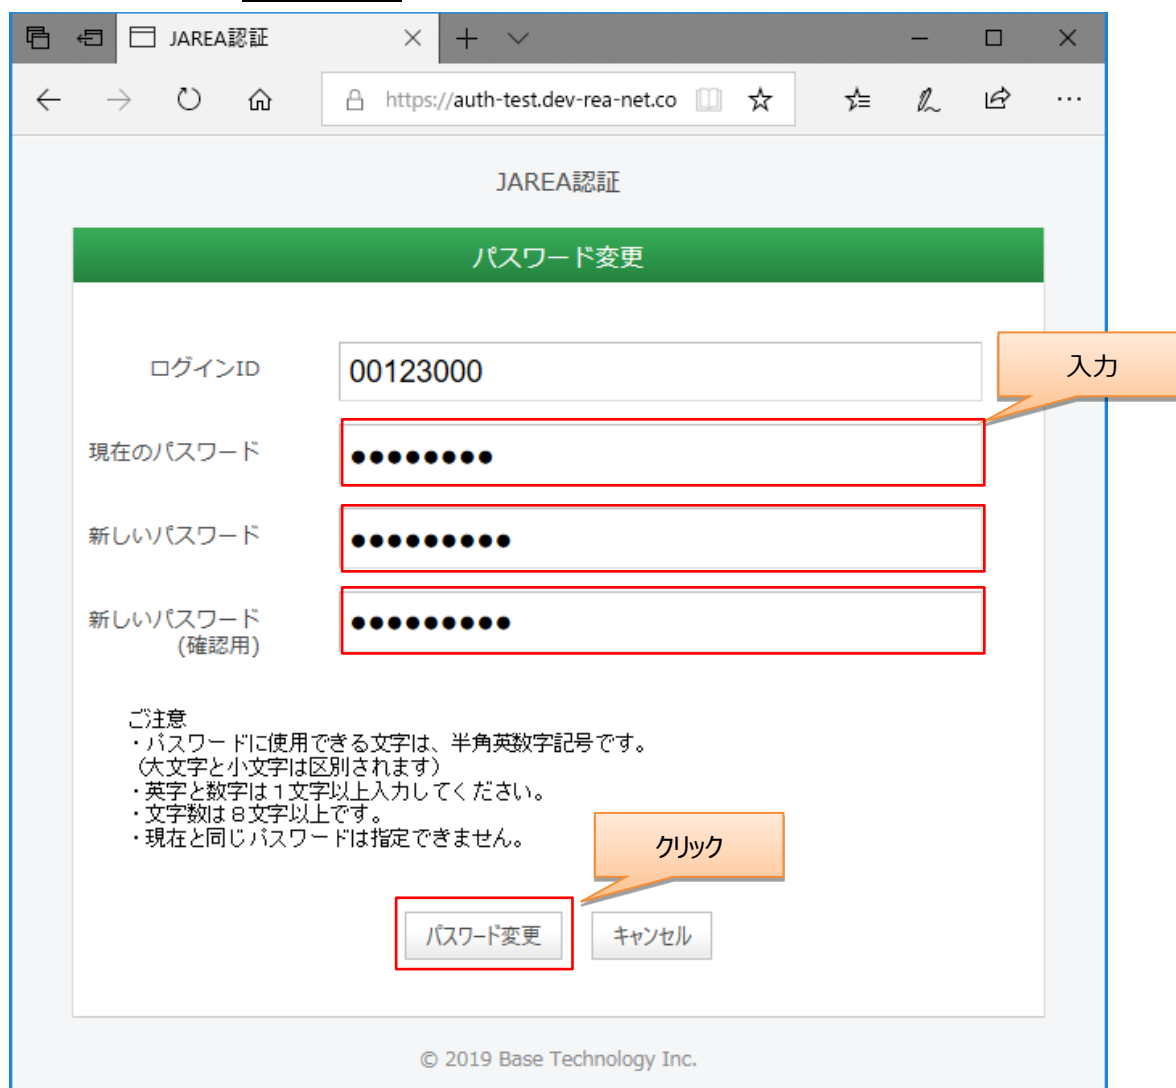 JAREA認証
https://auth-test.dev-rea-net.co
JAREA認証
パスワード変更
ログインID
00123000
入力
現在のパスワード
●●●●●●●●
新しいパスワード
●●●●●●●●●
新しいパスワード
(確認用)
●●●●●●●●●
ご注意
・パスワードに使用できる文字は、半角英数字記号です。
(大文字と小文字は区別されます)
・英字と数字は1文字以上入力してください。
・文字数は8文字以上です。
・現在と同じパスワードは指定できません。
クリック
パスワード変更
キャンセル
© 2019 Base Technology Inc.